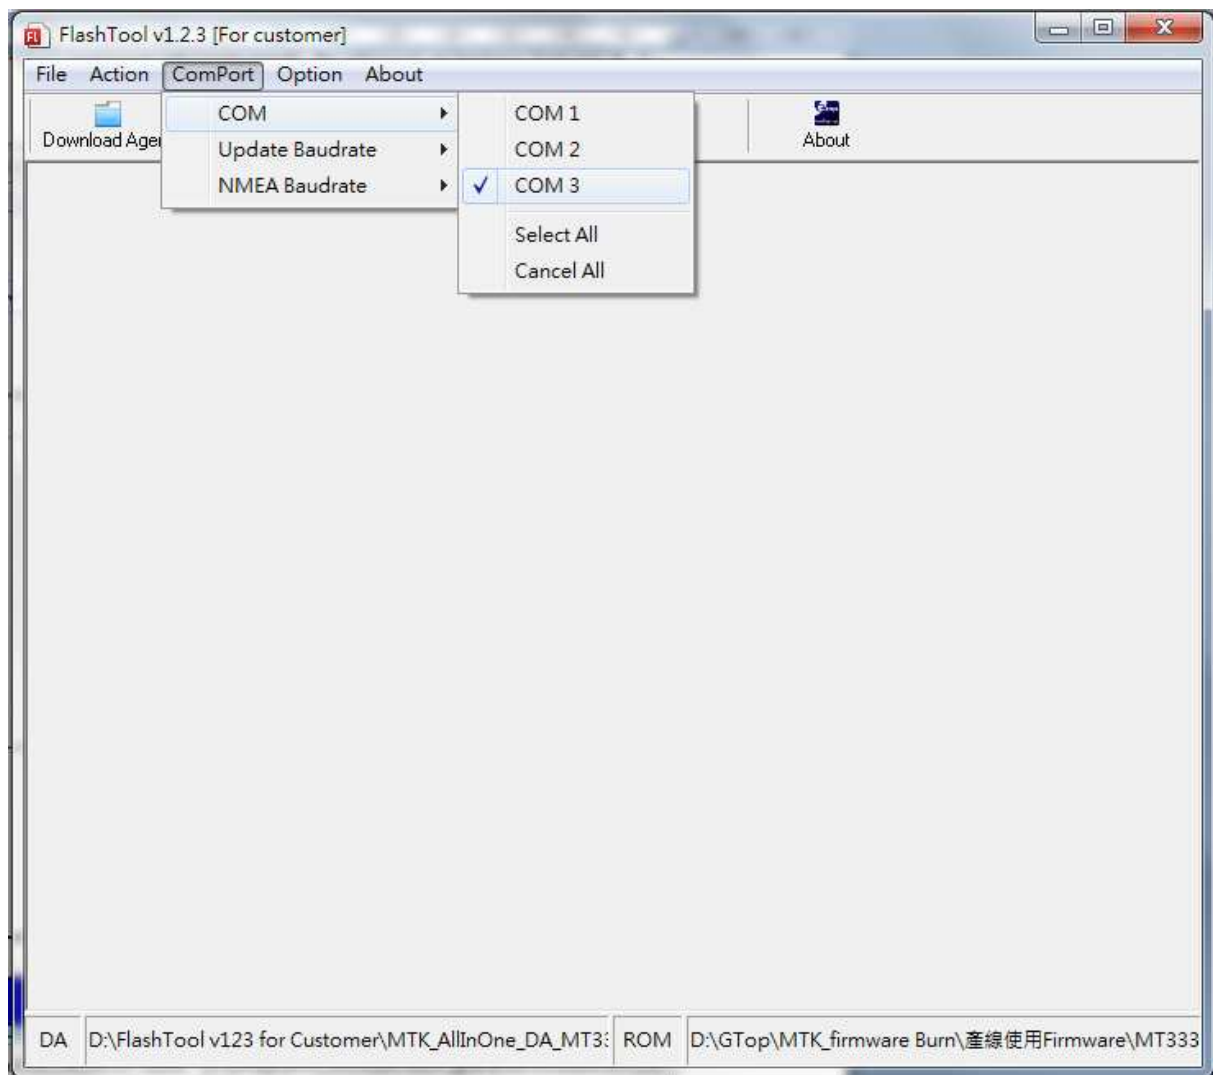 FlashTool v1.2.3 [For customer]
File Action ComPort Option About
Download Agen
About
COM
Update Baudrate
NMEA Baudrate
COM 1
COM 2
COM 3
Select All
Cancel All
DA D:\FlashTool v123 for Customer\MTK_AllInOne_DA_MT33 ROM D:\GTop\MTK_firmware Burn\產線使用Firmware\MT333